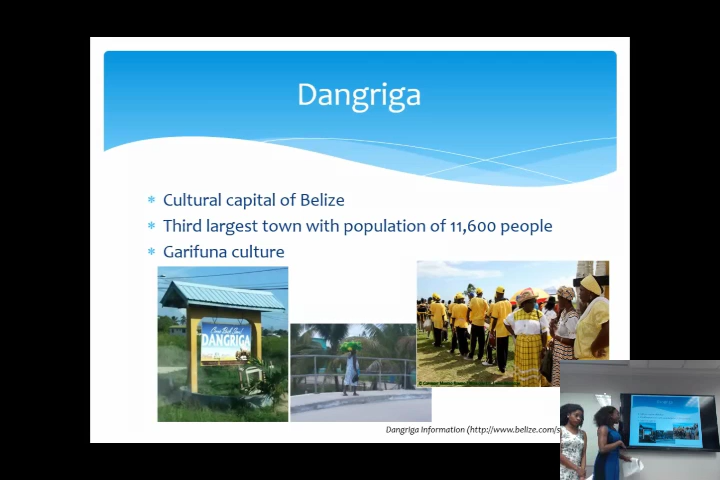 Dangriga
* Cultural capital of Belize
* Third largest town with population of 11,600 people
* Garifuna culture
DANGRIGA
Dangriga Information (http://www.belize.com/